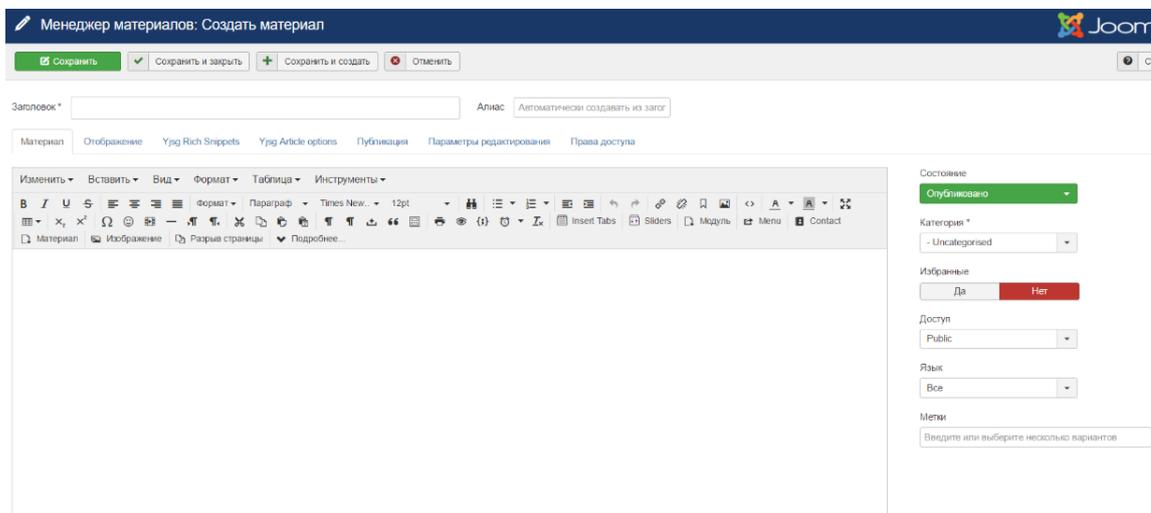 Менеджер материалов: Создать материал
Joom
Сохранить Сохранить и закрыть Сохранить и создать Отменить С
Заголовок * Алиас Автоматически создавать из загог
Материал Отображение Yjsg Rich Snippets Yjsg Article options Публикация Параметры редактирования Права доступа
Изменить Вставить Вид Формат Таблица Инструменты
B I U S Формат Параграф Times New.. 12pt A A
Insert Tabs Sliders Модуль Menu Contact
Материал Изображение Разрыв страницы Подробнее...
Состояние
Опубликовано
Категория *
- Uncategorised
Избранные
Да Нет
Доступ
Public
Язык
Все
Метки
Введите или выберите несколько вариантов